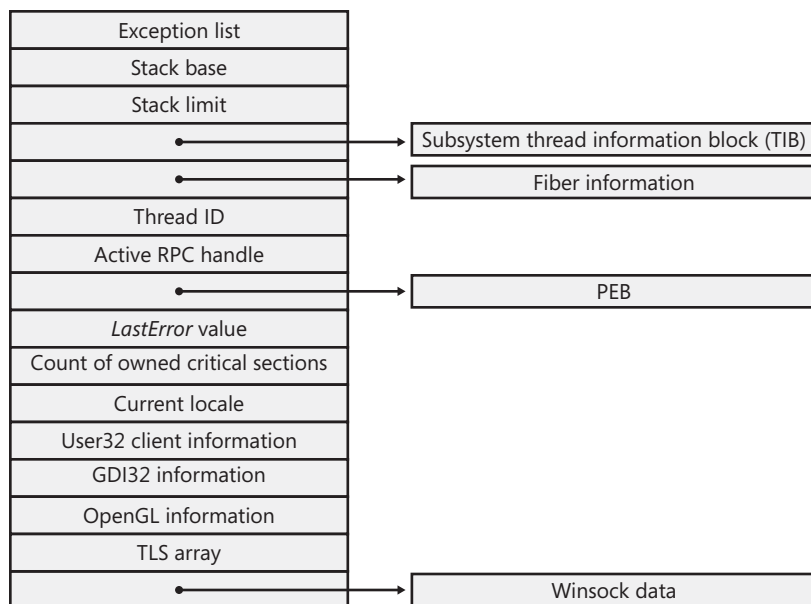 Exception list
Stack base
Stack limit
Subsystem thread information block (TIB)
Fiber information
Thread ID
Active RPC handle
PEB
LastError value
Count of owned critical sections
Current locale
User32 client information
GDI32 information
OpenGL information
TLS array
Winsock data